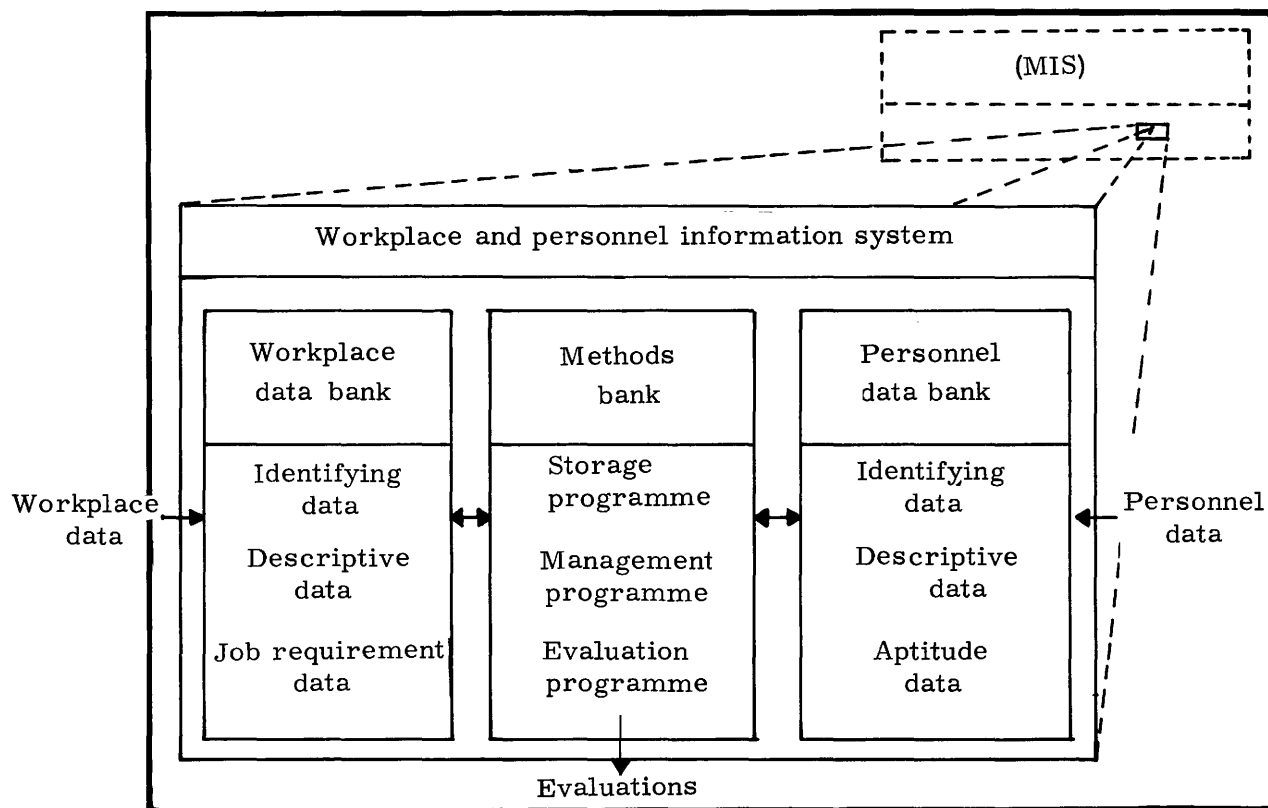 (MIS)
Workplace and personnel information system
Workplace
data bank
Methods
bank
Personnel
data bank
Workplace
data
Identifying
data
Descriptive
data
Job requirement
data
Storage
programme
Management
programme
Evaluation
programme
Identifying
data
Descriptive
data
Aptitude
data
Personnel
data
Evaluations